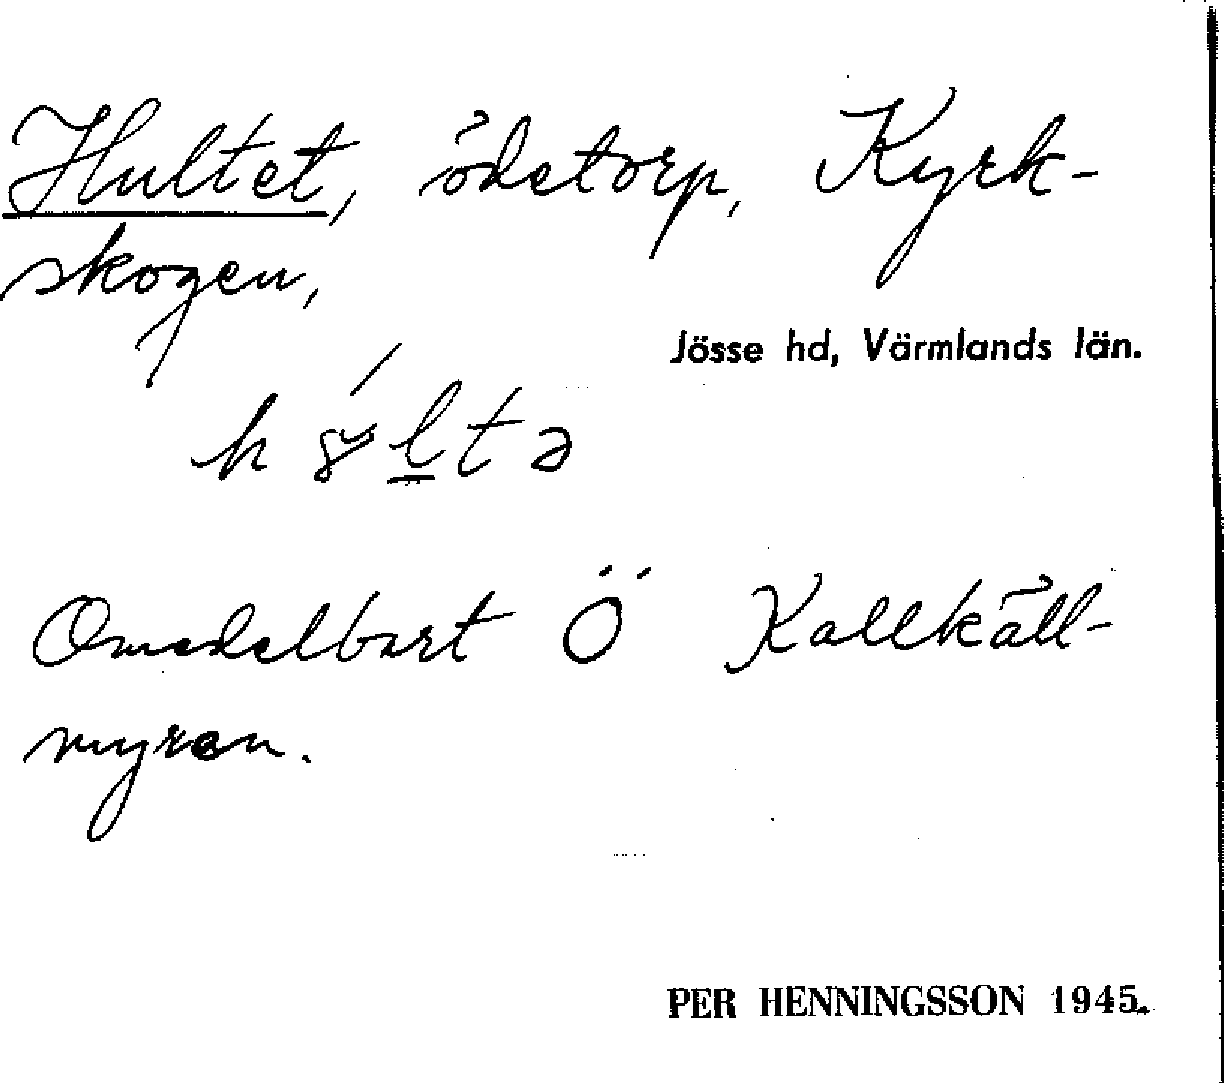 Hultet, ödetorp, Kyrk-
skogen,
Jösse hd, Värmlands län.
Omedelbart Ö Kallkäll-
myren.
PER HENNINGSSON 1945.